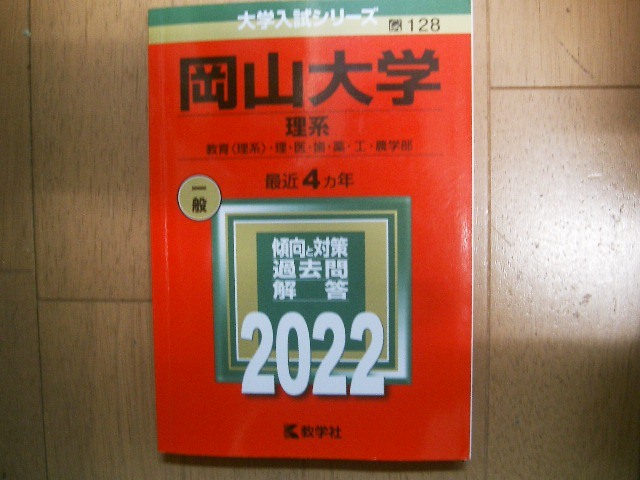 大学入試シリーズ
128
岡山大学
理系
教育〈理系〉・理・医・歯・薬・工・農学部
最近4カ年
一般
傾向と対策
過去問
解答
2022
教学社